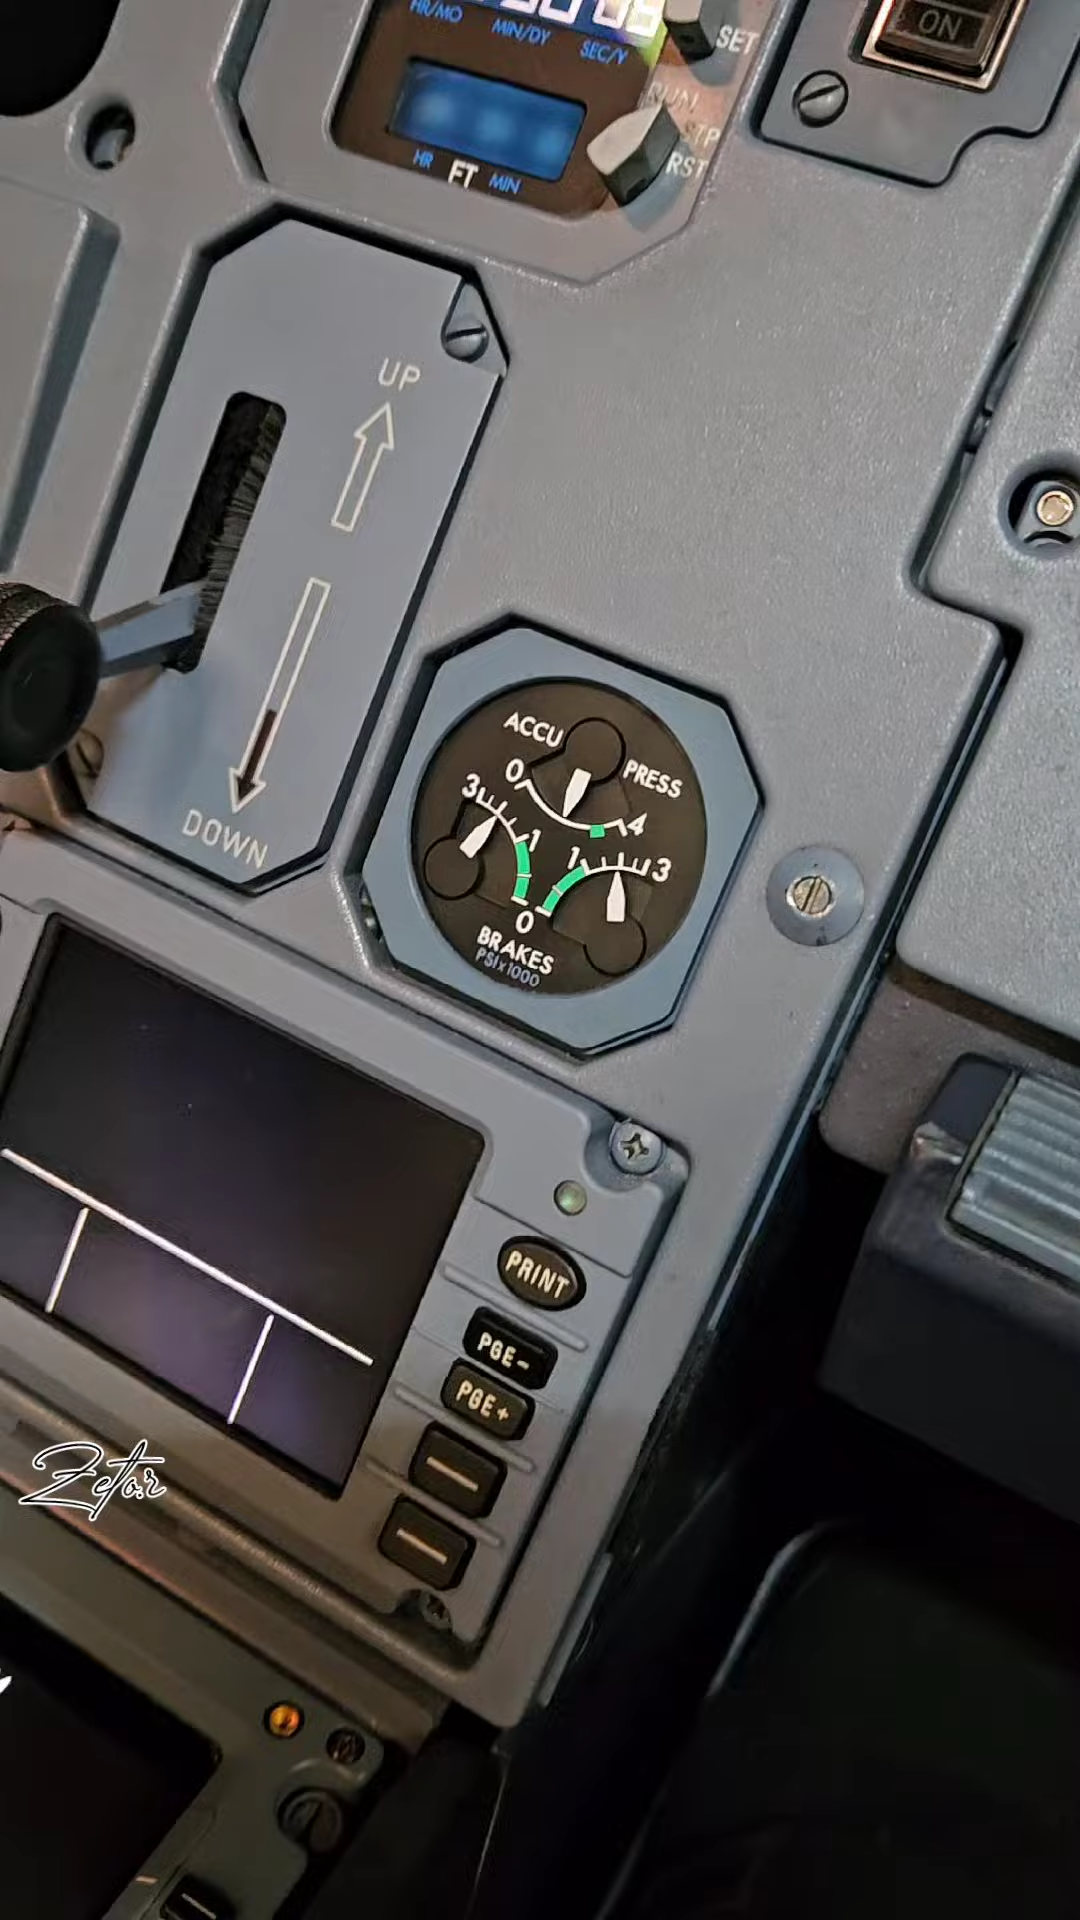 HR/MO
MIN/DY
SEC/Y
SET
ON
RUN
STP
RST
HR
FT
MIN
UP
DOWN
ACCU
PRESS
0
4
3
1
1
3
0
BRAKES
PSIx1000
PRINT
PGE-
PGE+
Zeto.r